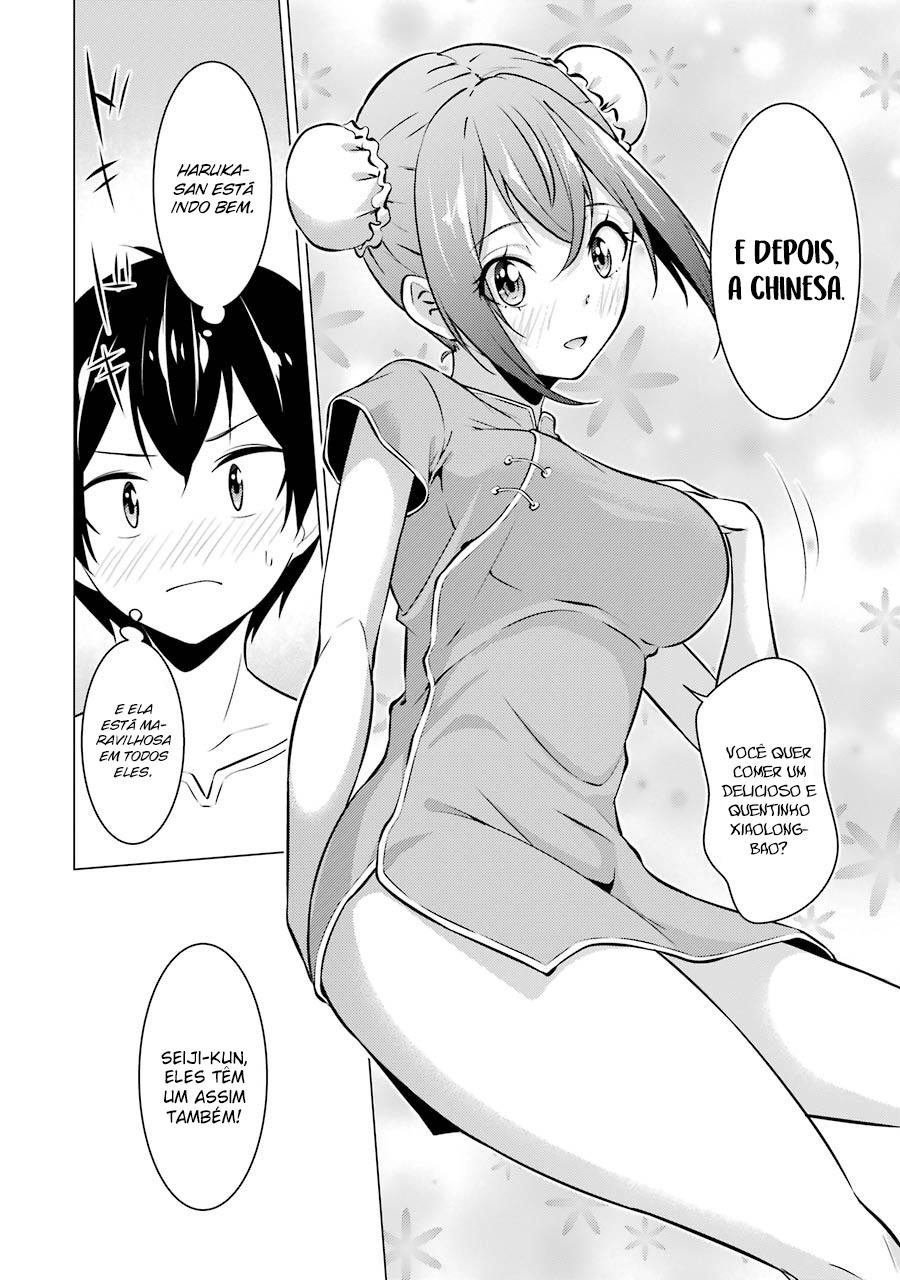 E DEPOIS,
A CHINESA.
VOCÊ QUER
COMER UM
DELICIOSO E
QUENTINHO
XIAOLONG-
BAO?
HARUKA-
SAN ESTÁ
INDO BEM.
E ELA
ESTÁ MA-
RAVILHOSA
EM TODOS
ELES.
SEIJI-KUN,
ELES TÊM
UM ASSIM
TAMBÉM!